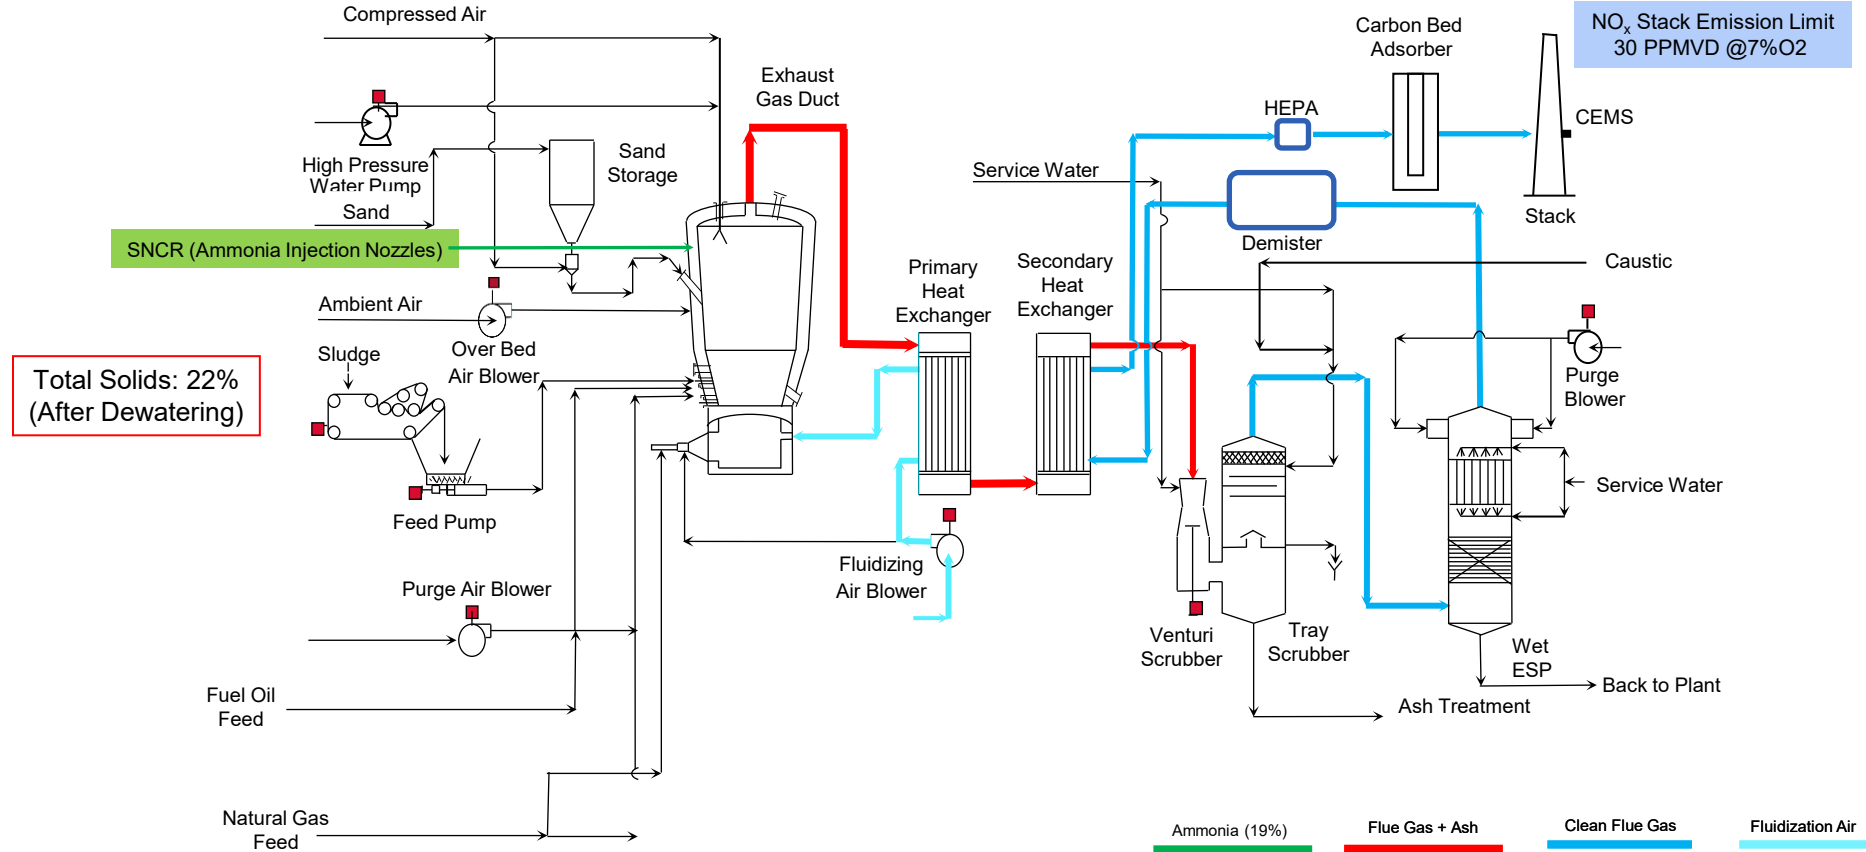 Compressed Air
Carbon Bed
Adsorber
NOx Stack Emission Limit
30 PPMVD @7%O2
Exhaust
Gas Duct
HEPA
CEMS
High Pressure
Water Pump
Sand
Storage
Service Water
Sand
Stack
SNCR (Ammonia Injection Nozzles)
Demister
Primary
Heat
Exchanger
Secondary
Heat
Exchanger
Caustic
Ambient Air
Over Bed
Air Blower
Sludge
Total Solids: 22%
(After Dewatering)
Purge
Blower
Service Water
Feed Pump
Fluidizing
Air Blower
Purge Air Blower
Venturi
Scrubber
Tray
Scrubber
Wet
ESP
Back to Plant
Fuel Oil
Feed
Ash Treatment
Natural Gas
Feed
Ammonia (19%)
Flue Gas + Ash
Clean Flue Gas
Fluidization Air